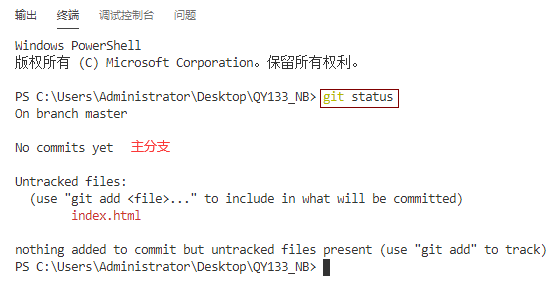 输出 终端 调试控制台 问题
Windows PowerShell
版权所有 (C) Microsoft Corporation。保留所有权利。
PS C:\Users\Administrator\Desktop\QY133_NB> git status
On branch master
No commits yet 主分支
Untracked files:
(use "git add <file>..." to include in what will be committed)
index.html
nothing added to commit but untracked files present (use "git add" to track)
PS C:\Users\Administrator\Desktop\QY133_NB>